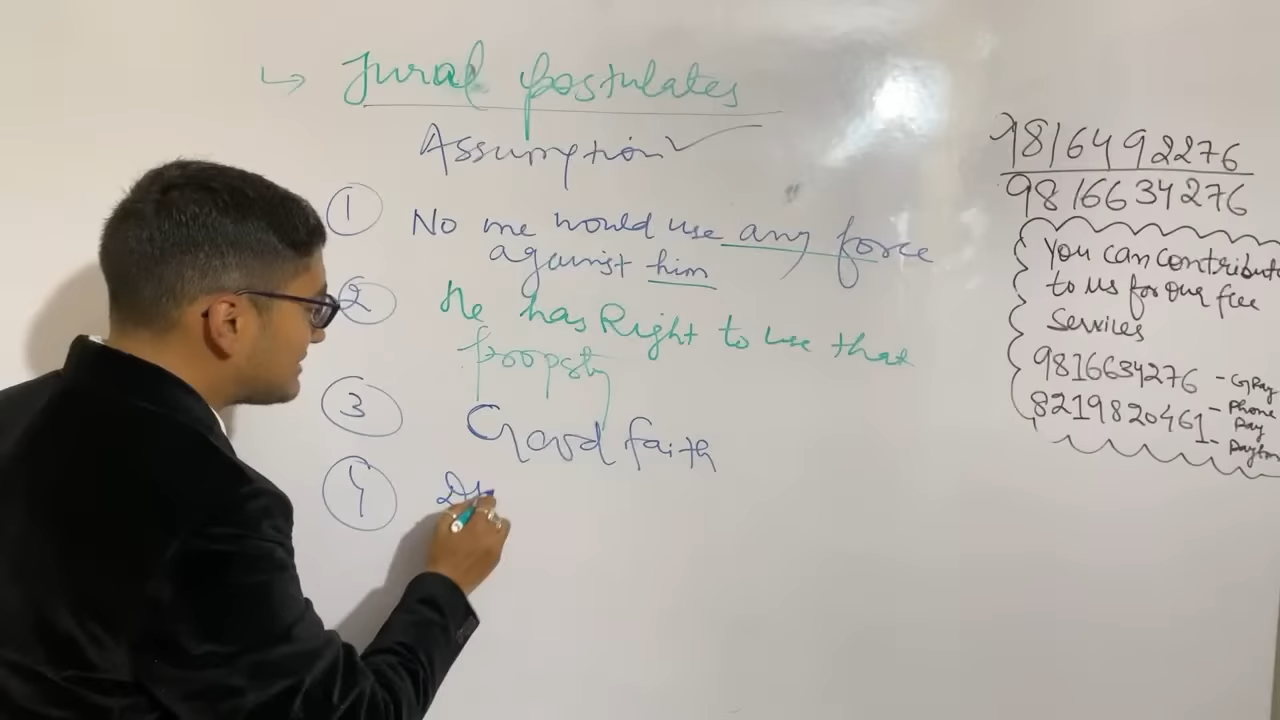 ↳ Jural Postulates
Assumption ✓
① No one would use any force
against him
② He has Right to use that
Property
③ Good faith
④
9816492276
9816634276
You can contribut
to us for our free
Services
9816634276 - G Pay
8219820461 - Phone
Pay
- Paytm